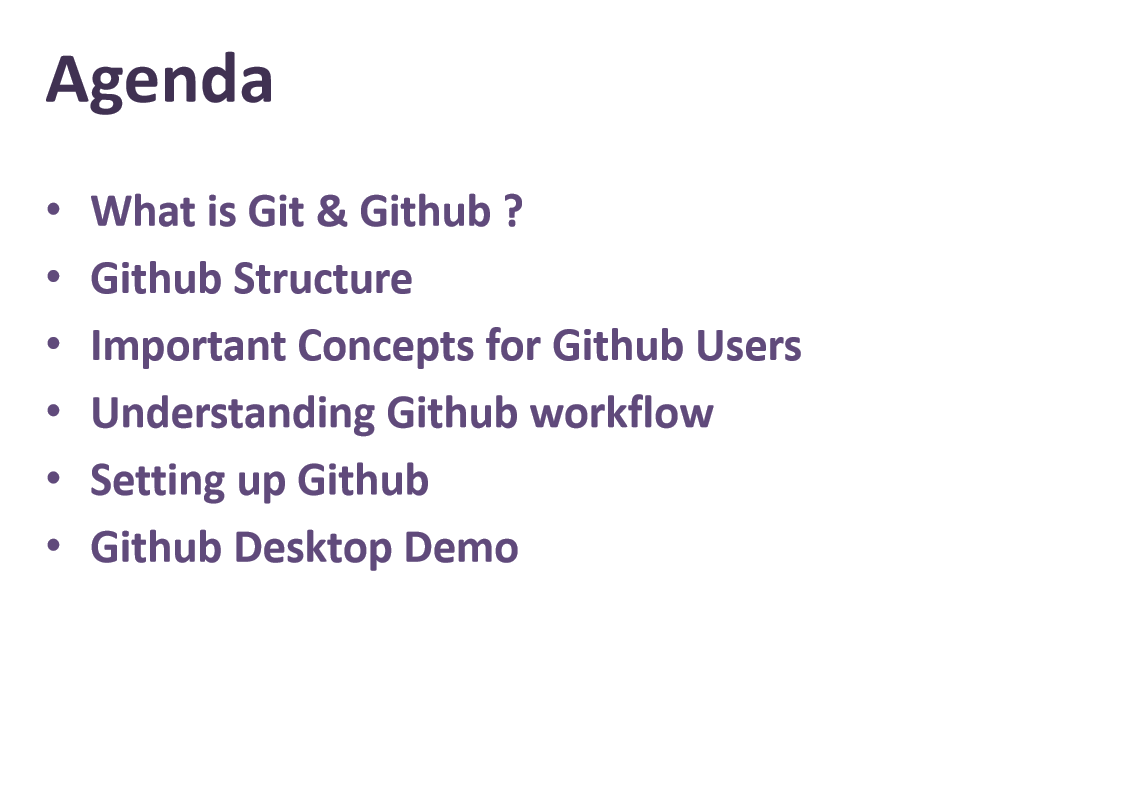 Agenda
• What is Git & Github ?
• Github Structure
• Important Concepts for Github Users
• Understanding Github workflow
• Setting up Github
• Github Desktop Demo